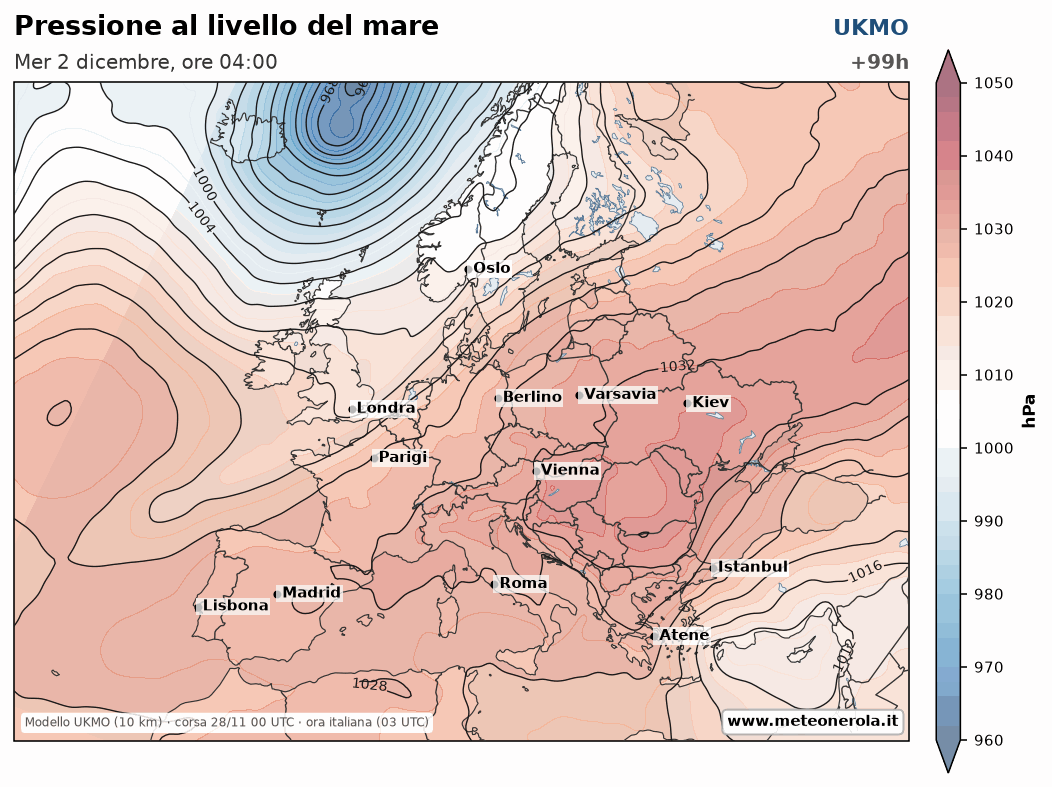 Pressione al livello del mare
UKMO
Mer 2 dicembre, ore 04:00
+99h
1050
1040
1030
1020
1010
1000
990
980
970
960
hPa
1000
1004
1032
1016
1028
Oslo
Londra
Berlino
Varsavia
Kiev
Parigi
Vienna
Istanbul
Roma
Madrid
Lisbona
Atene
Modello UKMO (10 km) · corsa 28/11 00 UTC · ora italiana (03 UTC)
www.meteonerola.it